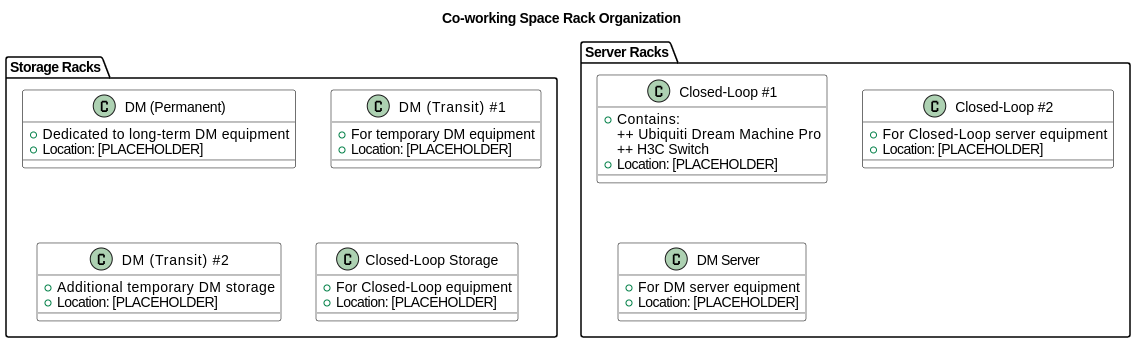 Co-working Space Rack Organization
Storage Racks
C DM (Permanent)
Dedicated to long-term DM equipment
Location: [PLACEHOLDER]
C DM (Transit) #1
For temporary DM equipment
Location: [PLACEHOLDER]
C DM (Transit) #2
Additional temporary DM storage
Location: [PLACEHOLDER]
C Closed-Loop Storage
For Closed-Loop equipment
Location: [PLACEHOLDER]
Server Racks
C Closed-Loop #1
Contains:
++ Ubiquiti Dream Machine Pro
++ H3C Switch
Location: [PLACEHOLDER]
C Closed-Loop #2
For Closed-Loop server equipment
Location: [PLACEHOLDER]
C DM Server
For DM server equipment
Location: [PLACEHOLDER]